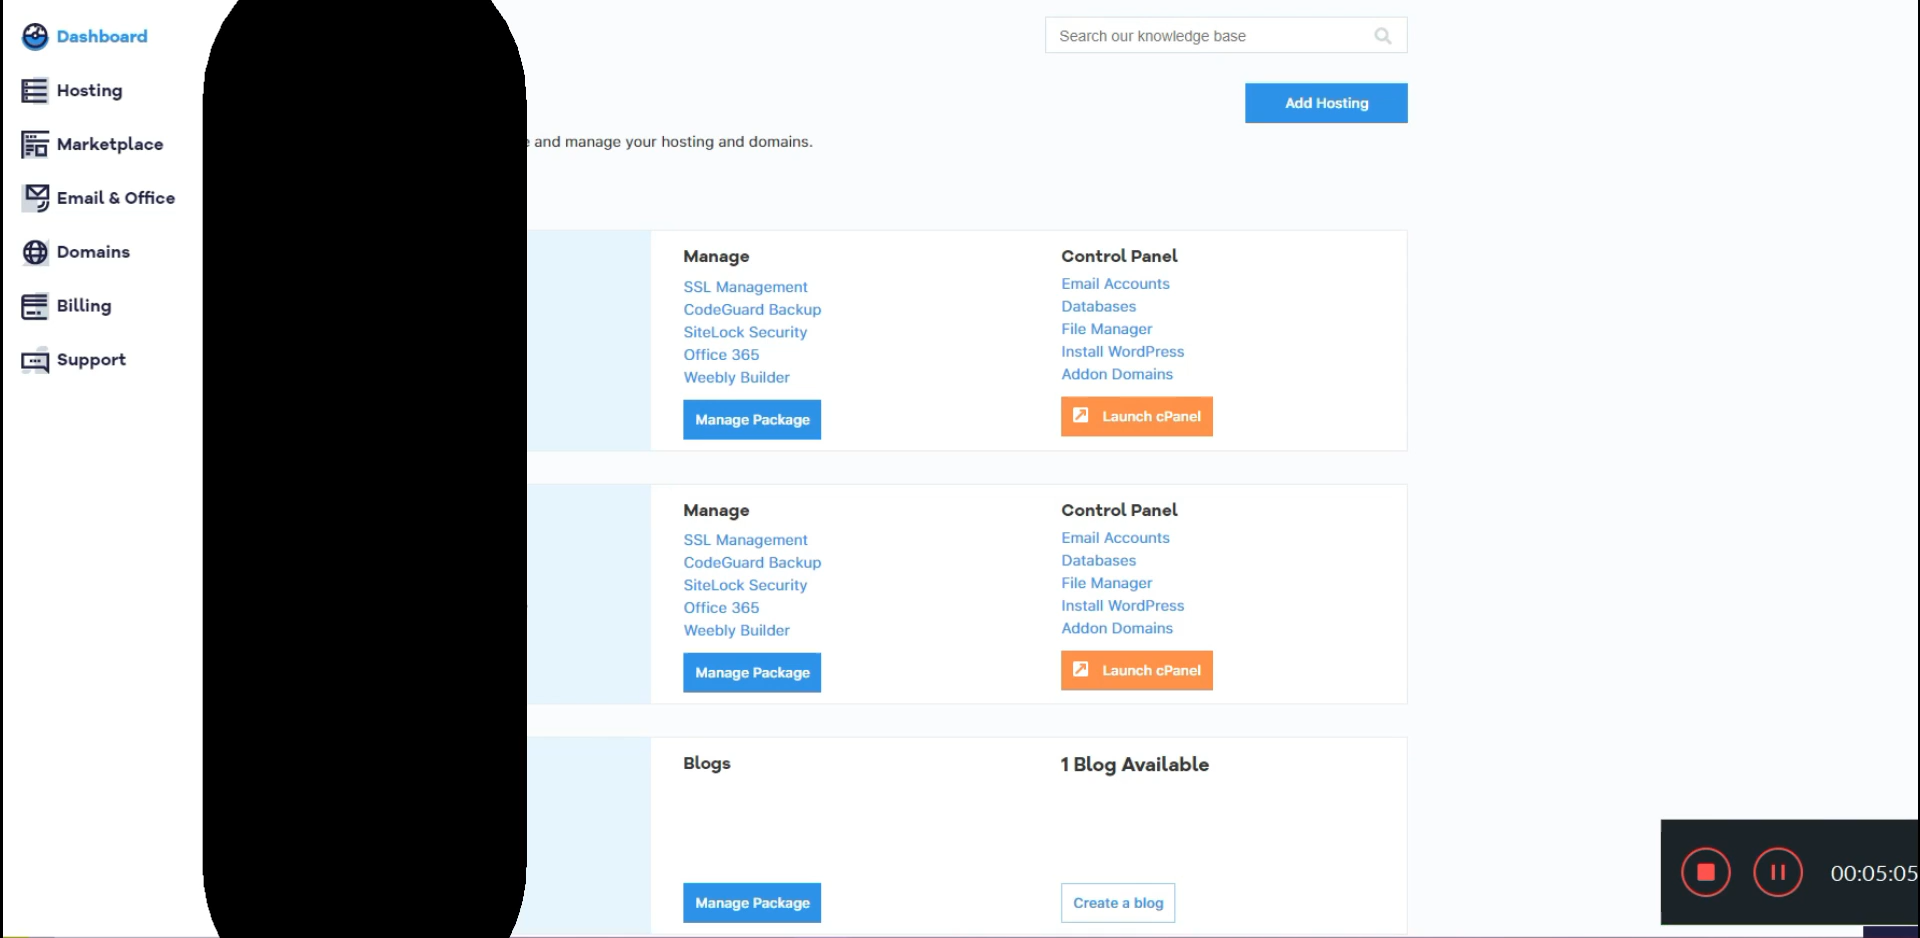 Dashboard
Hosting
Marketplace
Email & Office
Domains
Billing
Support
Search our knowledge base
Add Hosting
and manage your hosting and domains.
Manage
SSL Management
CodeGuard Backup
SiteLock Security
Office 365
Weebly Builder
Manage Package
Control Panel
Email Accounts
Databases
File Manager
Install WordPress
Addon Domains
Launch cPanel
Manage
SSL Management
CodeGuard Backup
SiteLock Security
Office 365
Weebly Builder
Manage Package
Control Panel
Email Accounts
Databases
File Manager
Install WordPress
Addon Domains
Launch cPanel
Blogs
Manage Package
1 Blog Available
Create a blog
00:05:05